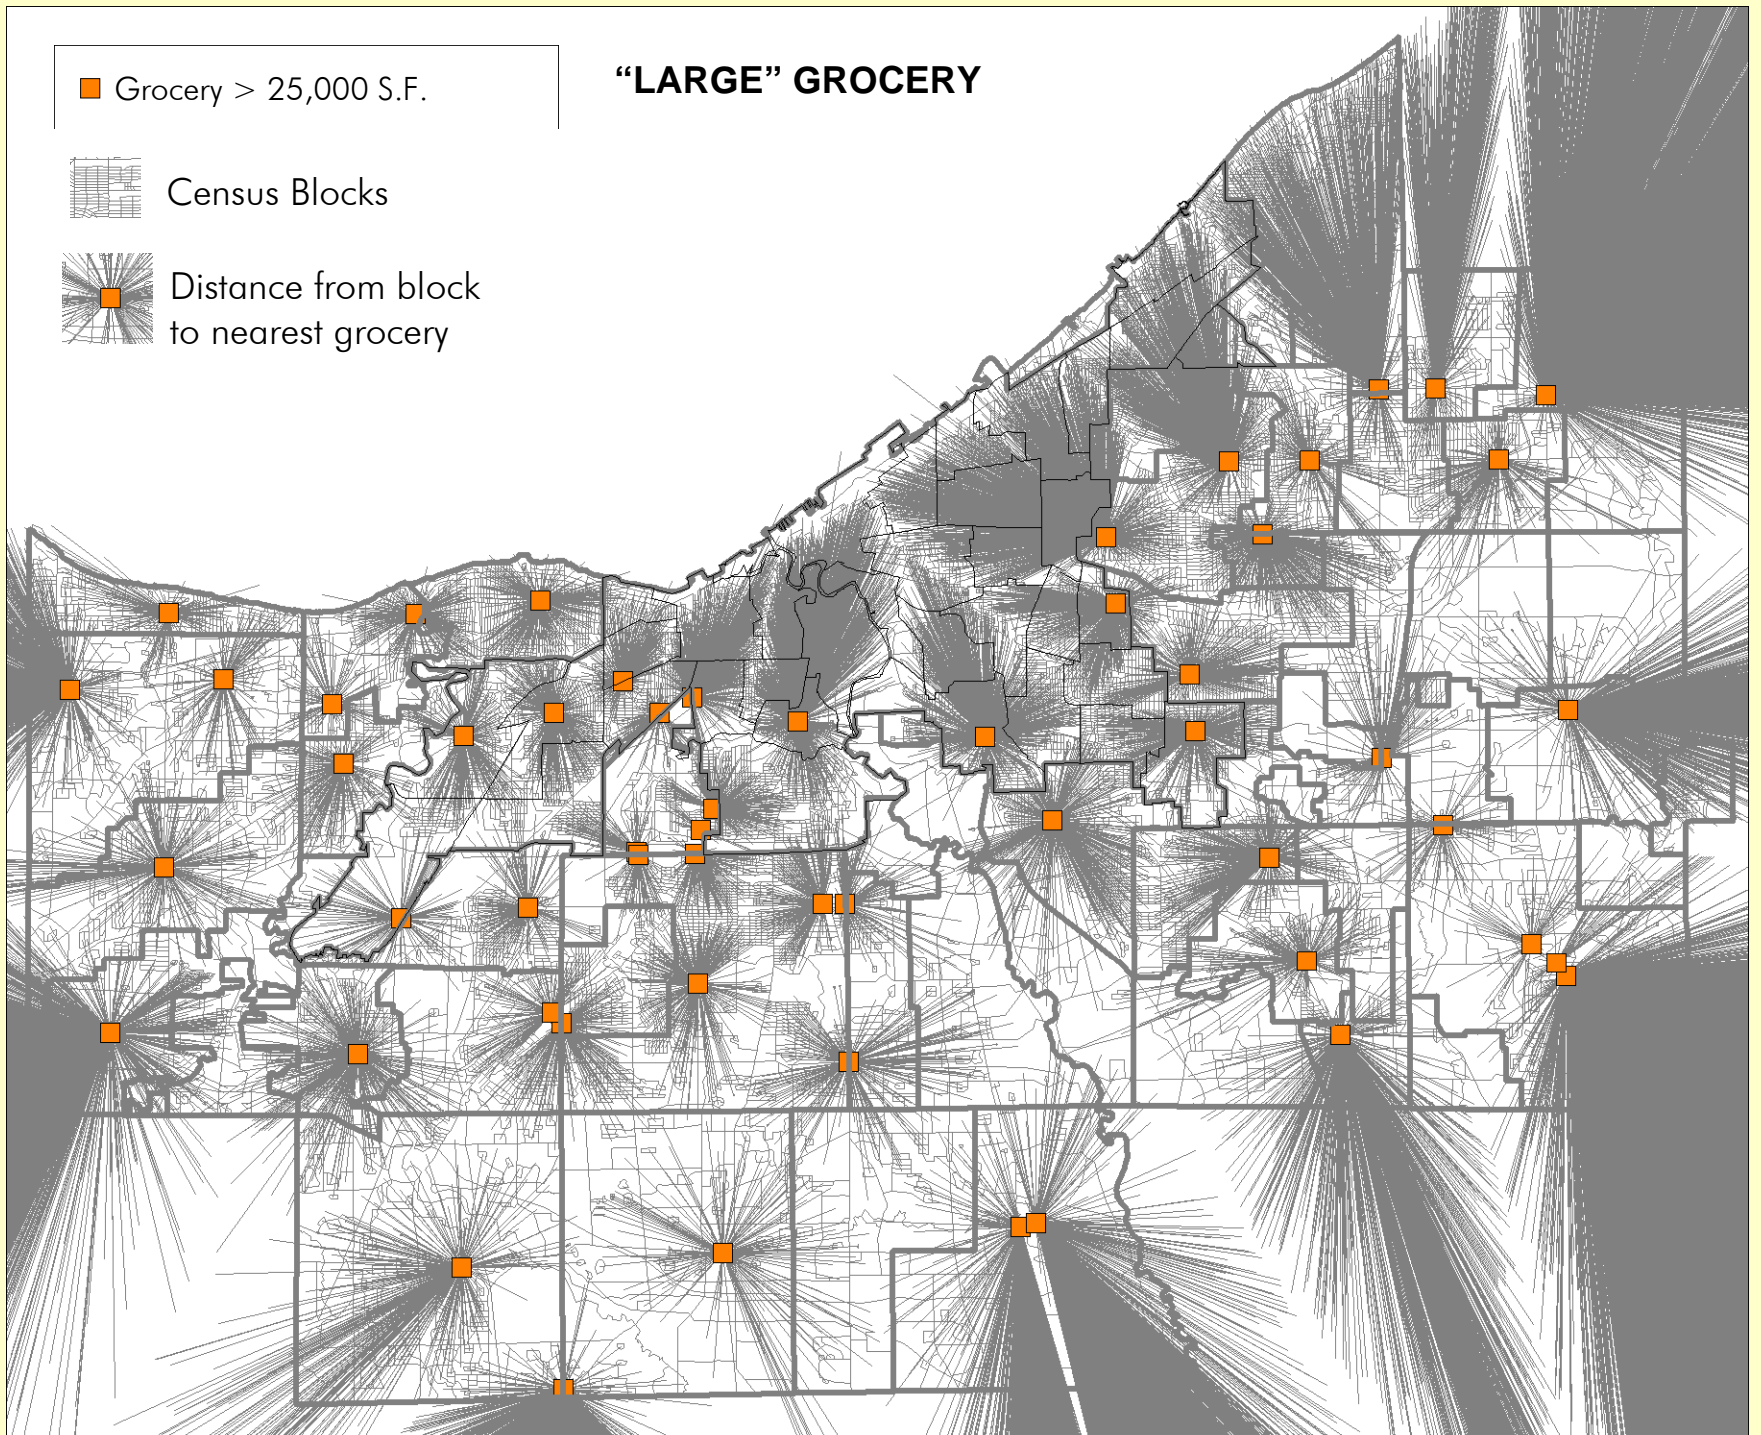 “LARGE” GROCERY
Grocery > 25,000 S.F.
Census Blocks
Distance from block
to nearest grocery